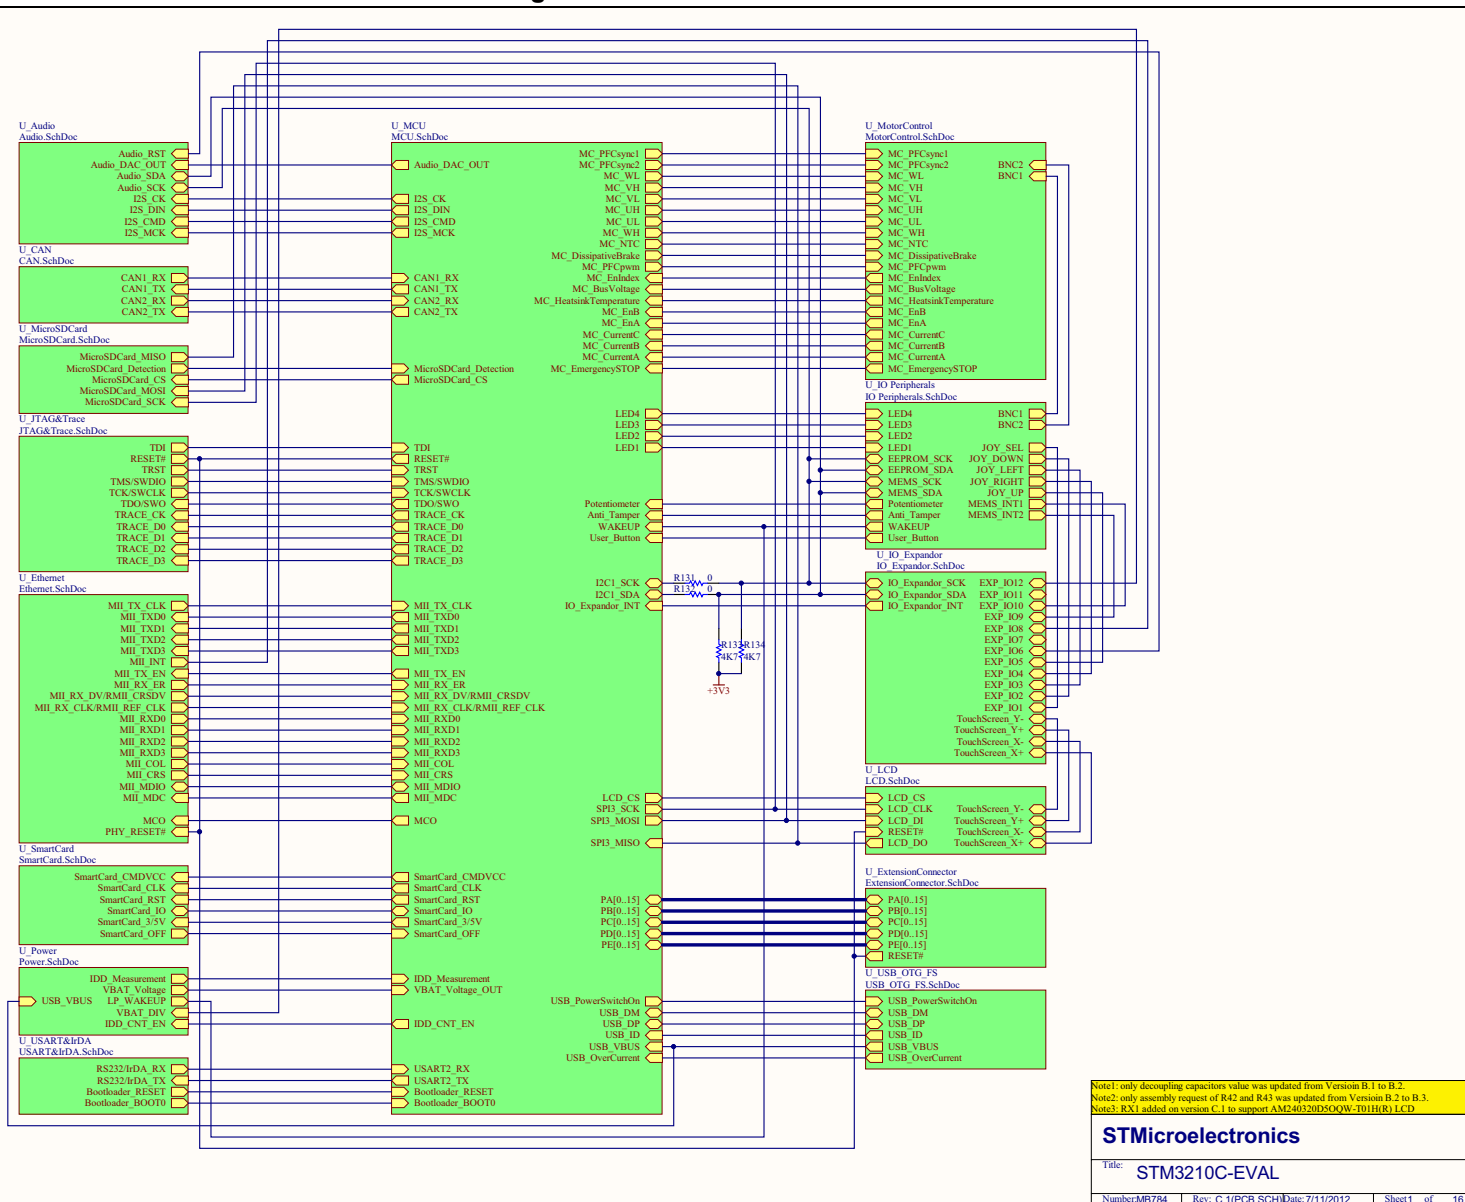 U_Audio
Audio.SchDoc
Audio_RST
Audio_DAC_OUT
Audio_SDA
Audio_SCK
I2S_CK
I2S_DIN
I2S_CMD
I2S_MCK
U_CAN
CAN.SchDoc
CAN1_RX
CAN1_TX
CAN2_RX
CAN2_TX
U_MicroSDCard
MicroSDCard.SchDoc
MicroSDCard_MISO
MicroSDCard_Detection
MicroSDCard_CS
MicroSDCard_MOSI
MicroSDCard_SCK
U_JTAG&Trace
JTAG&Trace.SchDoc
TDI
RESET#
TRST
TMS/SWDIO
TCK/SWCLK
TDO/SWO
TRACE_CK
TRACE_D0
TRACE_D1
TRACE_D2
TRACE_D3
U_Ethernet
Ethernet.SchDoc
MII_TX_CLK
MII_TXD0
MII_TXD1
MII_TXD2
MII_TXD3
MII_INT
MII_TX_EN
MII_RX_ER
MII_RX_DV/RMII_CRSDV
MII_RX_CLK/RMII_REF_CLK
MII_RXD0
MII_RXD1
MII_RXD2
MII_RXD3
MII_COL
MII_CRS
MII_MDIO
MII_MDC
MCO
PHY_RESET#
U_SmartCard
SmartCard.SchDoc
SmartCard_CMDVCC
SmartCard_CLK
SmartCard_RST
SmartCard_IO
SmartCard_3/5V
SmartCard_OFF
U_Power
Power.SchDoc
IDD_Measurement
VBAT_Voltage
USB_VBUS LP_WAKEUP
VBAT_DIV
IDD_CNT_EN
U_USART&IrDA
USART&IrDA.SchDoc
RS232/IrDA_RX
RS232/IrDA_TX
Bootloader_RESET
Bootloader_BOOT0
U_MCU
MCU.SchDoc
Audio_DAC_OUT
I2S_CK
I2S_DIN
I2S_CMD
I2S_MCK
CAN1_RX
CAN1_TX
CAN2_RX
CAN2_TX
MicroSDCard_Detection
MicroSDCard_CS
TDI
RESET#
TRST
TMS/SWDIO
TCK/SWCLK
TDO/SWO
TRACE_CK
TRACE_D0
TRACE_D1
TRACE_D2
TRACE_D3
MII_TX_CLK
MII_TXD0
MII_TXD1
MII_TXD2
MII_TXD3
MII_TX_EN
MII_RX_ER
MII_RX_DV/RMII_CRSDV
MII_RX_CLK/RMII_REF_CLK
MII_RXD0
MII_RXD1
MII_RXD2
MII_RXD3
MII_COL
MII_CRS
MII_MDIO
MII_MDC
MCO
SmartCard_CMDVCC
SmartCard_CLK
SmartCard_RST
SmartCard_IO
SmartCard_3/5V
SmartCard_OFF
IDD_Measurement
VBAT_Voltage_OUT
IDD_CNT_EN
USART2_RX
USART2_TX
Bootloader_RESET
Bootloader_BOOT0
MC_PFCsync1
MC_PFCsync2
MC_WL
MC_VH
MC_VL
MC_UH
MC_UL
MC_WH
MC_NTC
MC_DissipativeBrake
MC_PFCpwm
MC_EnIndex
MC_BusVoltage
MC_HeatsinkTemperature
MC_EnB
MC_EnA
MC_CurrentC
MC_CurrentB
MC_CurrentA
MC_EmergencySTOP
LED4
LED3
LED2
LED1
Potentiometer
Anti_Tamper
WAKEUP
User_Button
I2C1_SCK
I2C1_SDA
IO_Expandor_INT
LCD_CS
SPI3_SCK
SPI3_MOSI
SPI3_MISO
PA[0..15]
PB[0..15]
PC[0..15]
PD[0..15]
PE[0..15]
USB_PowerSwitchOn
USB_DM
USB_DP
USB_ID
USB_VBUS
USB_OverCurrent
R131 0
R132 0
R133 R134
4K7 4K7
+3V3
U_MotorControl
MotorControl.SchDoc
MC_PFCsync1
MC_PFCsync2 BNC2
MC_WL BNC1
MC_VH
MC_VL
MC_UH
MC_UL
MC_WH
MC_NTC
MC_DissipativeBrake
MC_PFCpwm
MC_EnIndex
MC_BusVoltage
MC_HeatsinkTemperature
MC_EnB
MC_EnA
MC_CurrentC
MC_CurrentB
MC_CurrentA
MC_EmergencySTOP
U_IO Peripherals
IO Peripherals.SchDoc
LED4 BNC1
LED3 BNC2
LED2
LED1 JOY_SEL
EEPROM_SCK JOY_DOWN
EEPROM_SDA JOY_LEFT
MEMS_SCK JOY_RIGHT
MEMS_SDA JOY_UP
Potentiometer MEMS_INT1
Anti_Tamper MEMS_INT2
WAKEUP
User_Button
U_IO_Expandor
IO_Expandor.SchDoc
IO_Expandor_SCK EXP_IO12
IO_Expandor_SDA EXP_IO11
IO_Expandor_INT EXP_IO10
EXP_IO9
EXP_IO8
EXP_IO7
EXP_IO6
EXP_IO5
EXP_IO4
EXP_IO3
EXP_IO2
EXP_IO1
TouchScreen_Y-
TouchScreen_Y+
TouchScreen_X-
TouchScreen_X+
U_LCD
LCD.SchDoc
LCD_CS
LCD_CLK TouchScreen_Y-
LCD_DI TouchScreen_Y+
RESET# TouchScreen_X-
LCD_DO TouchScreen_X+
U_ExtensionConnector
ExtensionConnector.SchDoc
PA[0..15]
PB[0..15]
PC[0..15]
PD[0..15]
PE[0..15]
RESET#
U_USB_OTG_FS
USB_OTG_FS.SchDoc
USB_PowerSwitchOn
USB_DM
USB_DP
USB_ID
USB_VBUS
USB_OverCurrent
Note1: only decoupling capacitors value was updated from Versioin B.1 to B.2.
Note2: only assembly request of R42 and R43 was updated from Versioin B.2 to B.3.
Note3: RX1 added on version C.1 to support AM240320D5OQW-T01H(R) LCD
STMicroelectronics
Title:
STM3210C-EVAL
Number:MB784 Rev: C.1(PCB.SCH) Date:7/11/2012 Sheet1 of 16